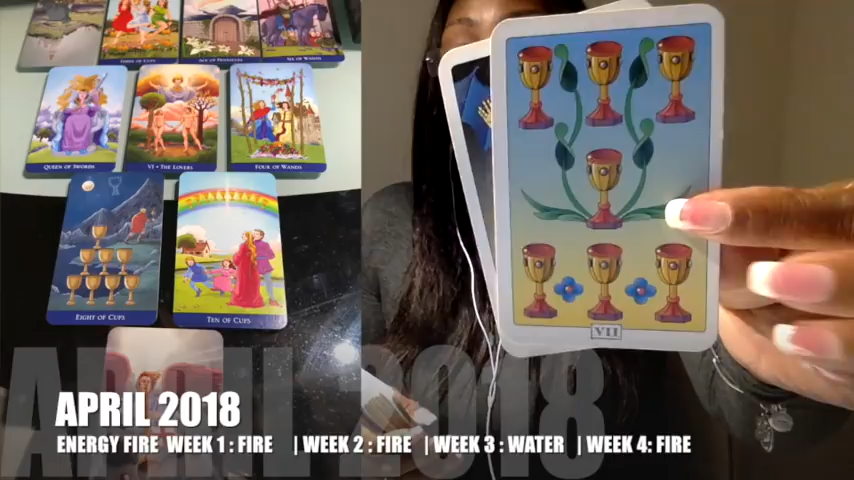 THREE OF CUPS
ACE OF PENTACLES
SIX OF WANDS
QUEEN OF SWORDS
VI • THE LOVERS
FOUR OF WANDS
EIGHT OF CUPS
TEN OF CUPS
VII
APRIL 2018
APRIL 2018
ENERGY FIRE WEEK 1 : FIRE | WEEK 2 : FIRE | WEEK 3 : WATER | WEEK 4: FIRE